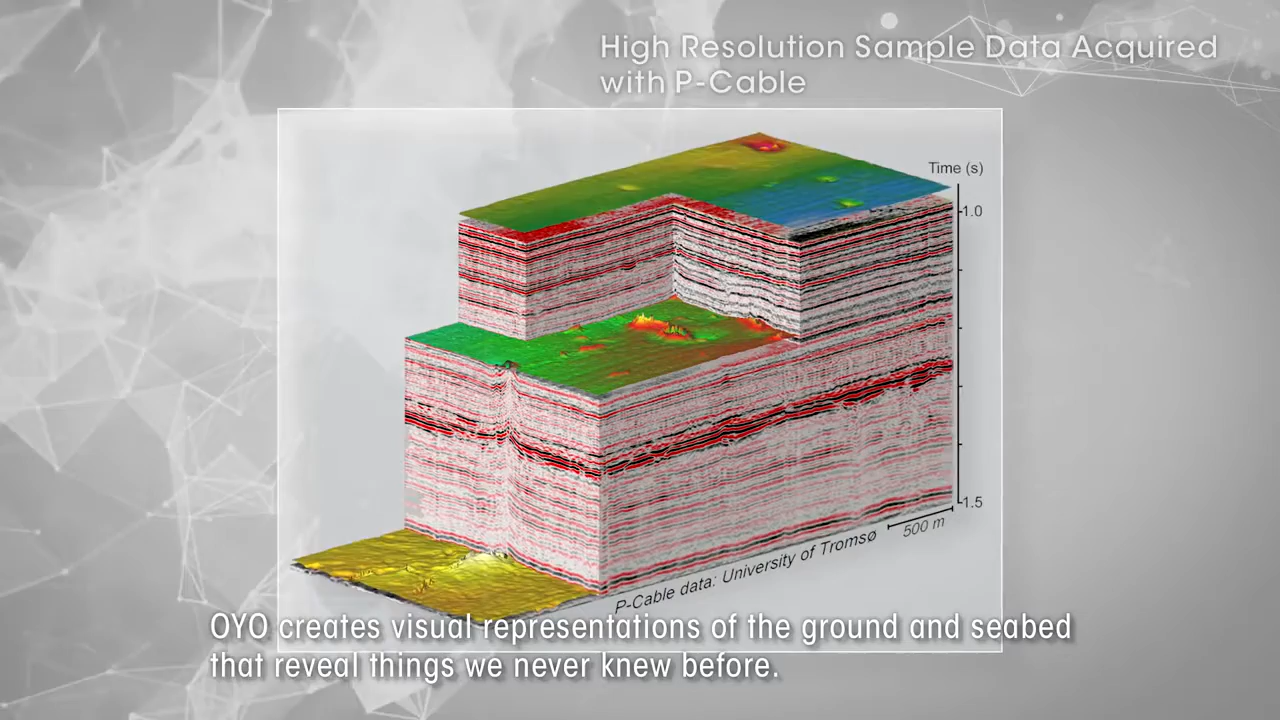 High Resolution Sample Data Acquired
with P-Cable
Time (s)
1.0
1.5
500 m
P-Cable data: University of Tromsø
OYO creates visual representations of the ground and seabed
that reveal things we never knew before.